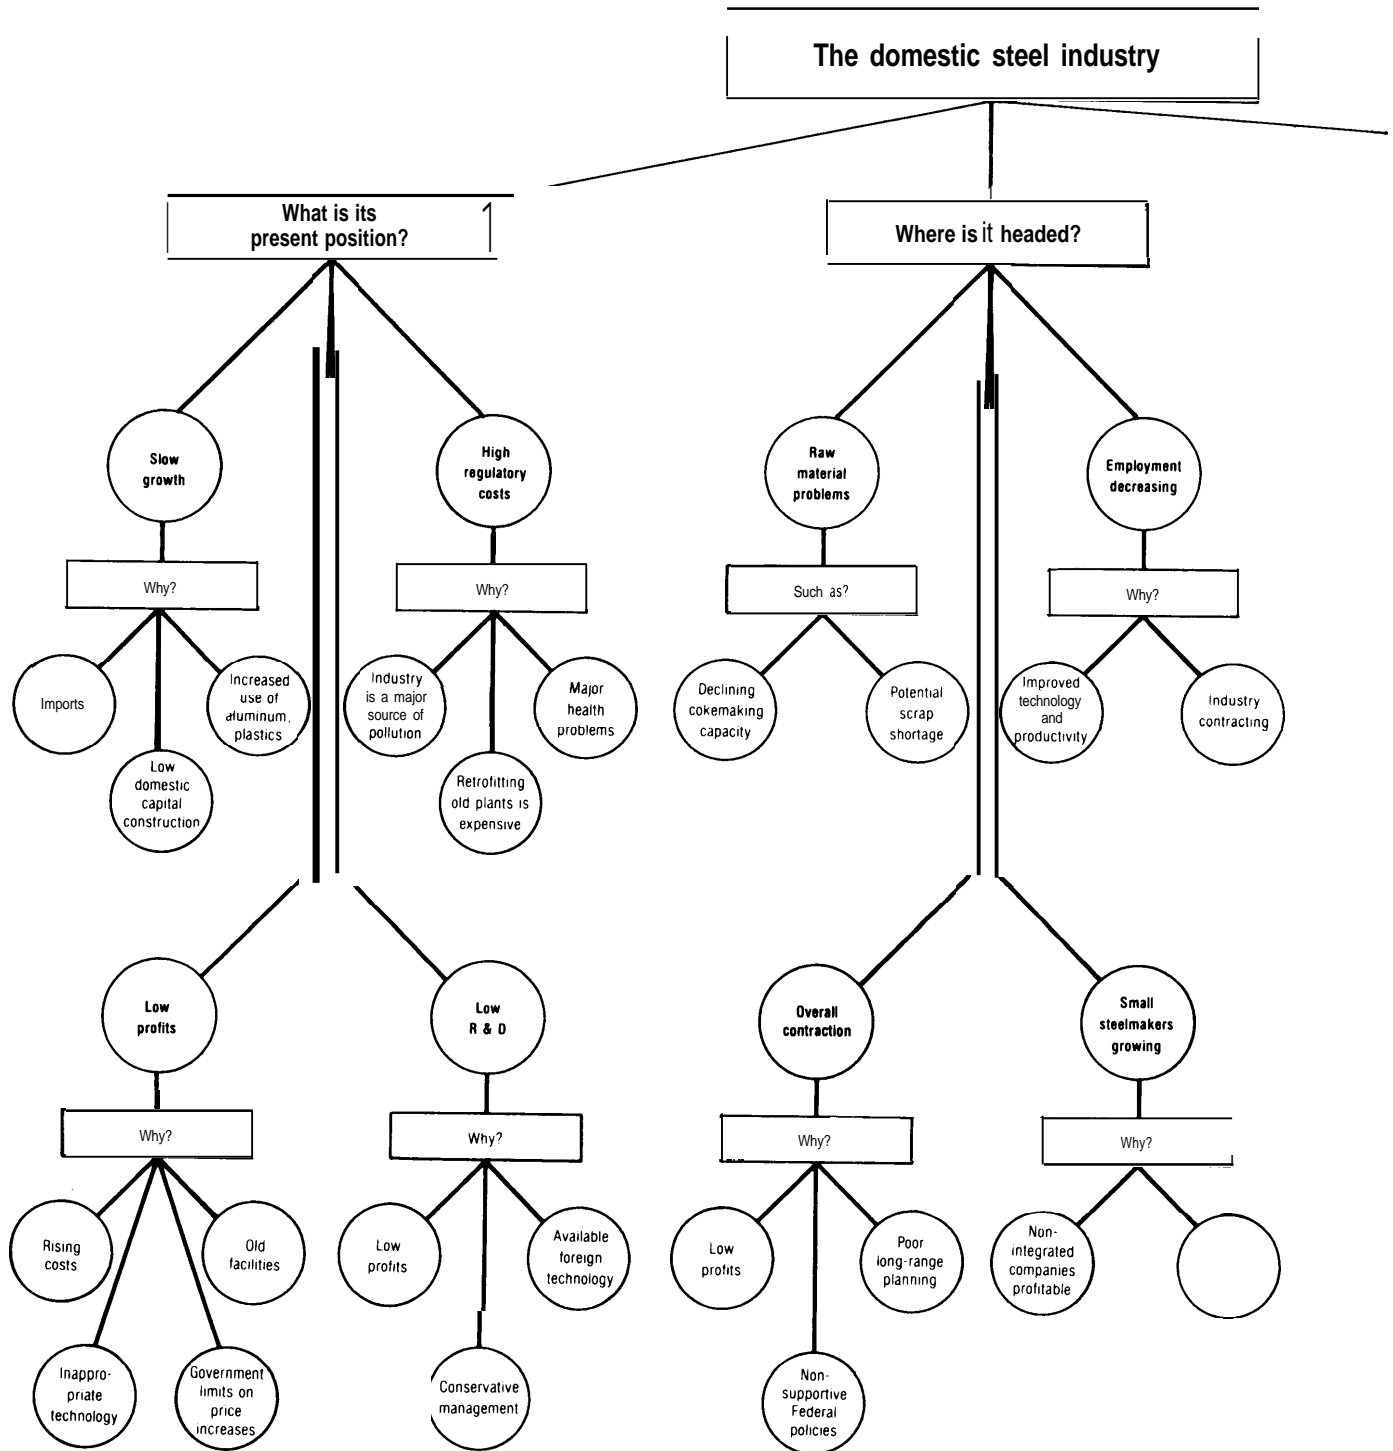 The domestic steel industry
What is its
present position?
Where is it headed?
Slow
growth
High
regulatory
costs
Raw
material
problems
Employment
decreasing
Why?
Why?
Such as?
Why?
Imports
Low
domestic
capital
construction
Increased
use of
aluminum,
plastics
Industry
is a major
source of
pollution
Retrofitting
old plants is
expensive
Major
health
problems
Declining
cokemaking
capacity
Potential
scrap
shortage
Improved
technology
and
productivity
Industry
contracting
Low
profits
Low
R & D
Overall
contraction
Small
steelmakers
growing
Why?
Why?
Why?
Why?
Rising
costs
Inappro-
priate
technology
Government
limits on
price
increases
Old
facilities
Low
profits
Conservative
management
Available
foreign
technology
Low
profits
Non-
supportive
Federal
policies
Poor
long-range
planning
Non-
integrated
companies
profitable